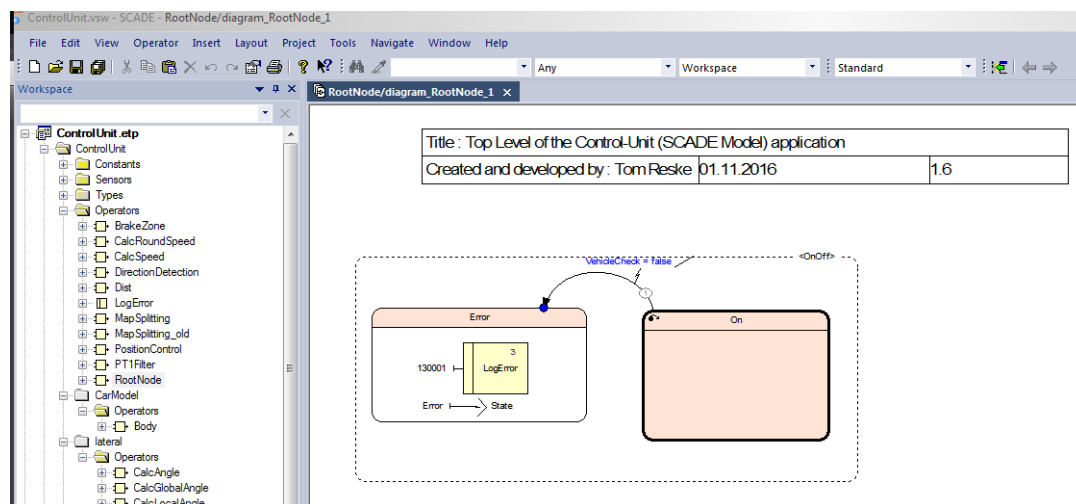 ControlUnit.vsw - SCADE - RootNode/diagram_RootNode_1
File Edit View Operator Insert Layout Project Tools Navigate Window Help
Any Workspace Standard
Workspace
RootNode/diagram_RootNode_1
ControlUnit.etp
ControlUnit
Constants
Sensors
Types
Operators
BrakeZone
CalcRoundSpeed
CalcSpeed
DirectionDetection
Dist
LogError
MapSplitting
MapSplitting_old
PositionControl
PT1Filter
RootNode
CarModel
Operators
Body
lateral
Operators
CalcAngle
CalcGlobalAngle
CalcLocalAngle
Title : Top Level of the Control-Unit (SCADE Model) application
Created and developed by : Tom Reske 01.11.2016 1.6
<OnOff>
VehicleCheck = false
1
Error
3
130001 LogError
Error State
On